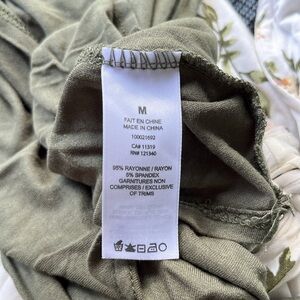 M
FAIT EN CHINE
MADE IN CHINA
100021692
CA# 11319
RN# 121340
95% RAYONNE / RAYON
5% SPANDEX
GARNITURES NON
COMPRISES / EXCLUSIVE
OF TRIMS